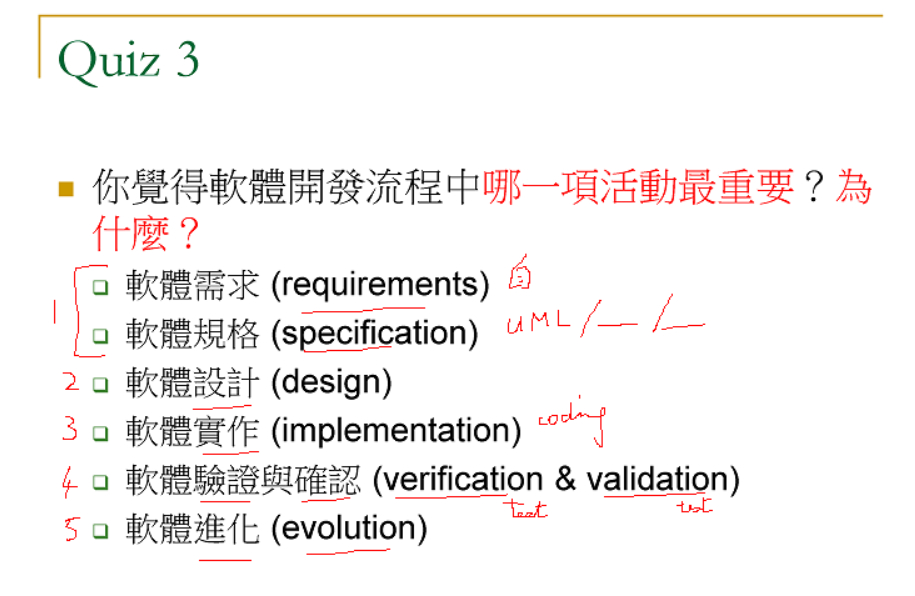 Quiz 3
你覺得軟體開發流程中哪一項活動最重要？為
什麼？
軟體需求 (requirements) 自
1 軟體規格 (specification) UML / __ / __
2 軟體設計 (design)
3 軟體實作 (implementation) coding
4 軟體驗證與確認 (verification & validation)
test test
5 軟體進化 (evolution)